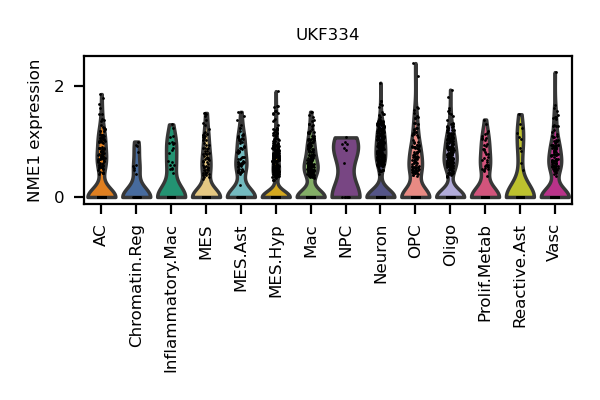 UKF334
NME1 expression
2
0
AC
Chromatin.Reg
Inflammatory.Mac
MES
MES.Ast
MES.Hyp
Mac
NPC
Neuron
OPC
Oligo
Prolif.Metab
Reactive.Ast
Vasc